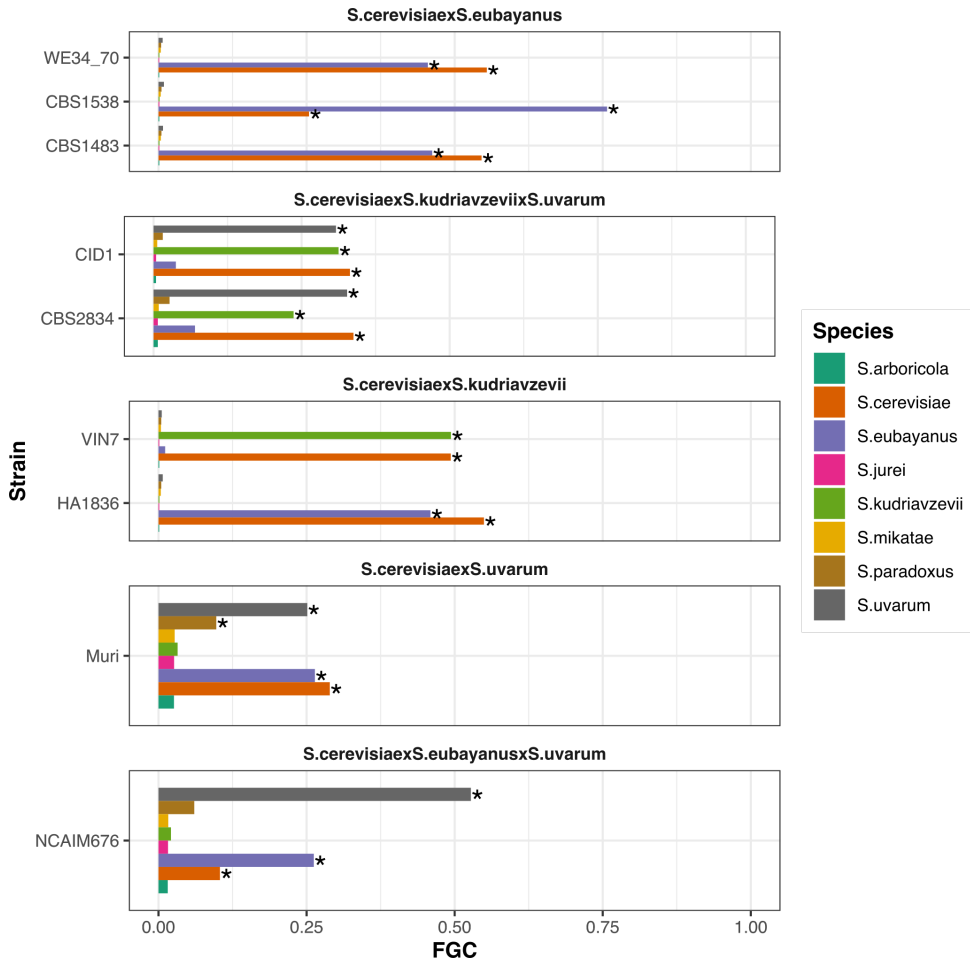 S.cerevisiaexS.eubayanus
WE34_70
*
*
CBS1538
*
*
CBS1483
*
*
S.cerevisiaexS.kudriavzeviixS.uvarum
*
CID1
*
*
*
CBS2834
*
*
S.cerevisiaexS.kudriavzevii
VIN7
*
*
HA1836
*
*
S.cerevisiaexS.uvarum
*
*
Muri
*
*
S.cerevisiaexS.eubayanusxS.uvarum
*
NCAIM676
*
*
0.00 0.25 0.50 0.75 1.00
FGC
Strain
Species
S.arboricola
S.cerevisiae
S.eubayanus
S.jurei
S.kudriavzevii
S.mikatae
S.paradoxus
S.uvarum